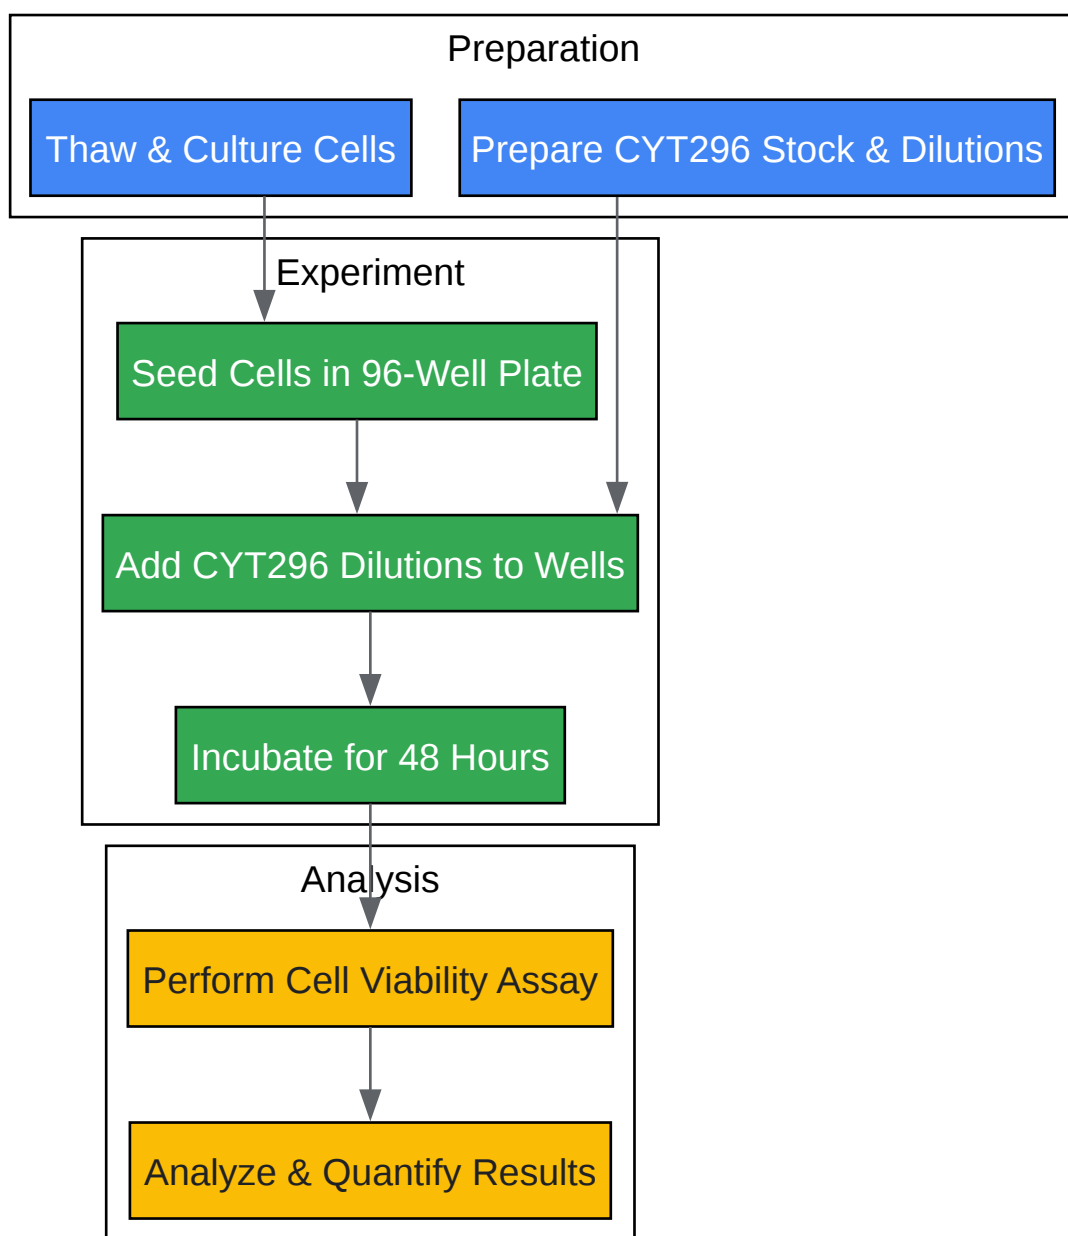 Preparation
Thaw & Culture Cells
Prepare CYT296 Stock & Dilutions
Experiment
Seed Cells in 96-Well Plate
Add CYT296 Dilutions to Wells
Incubate for 48 Hours
Analysis
Perform Cell Viability Assay
Analyze & Quantify Results